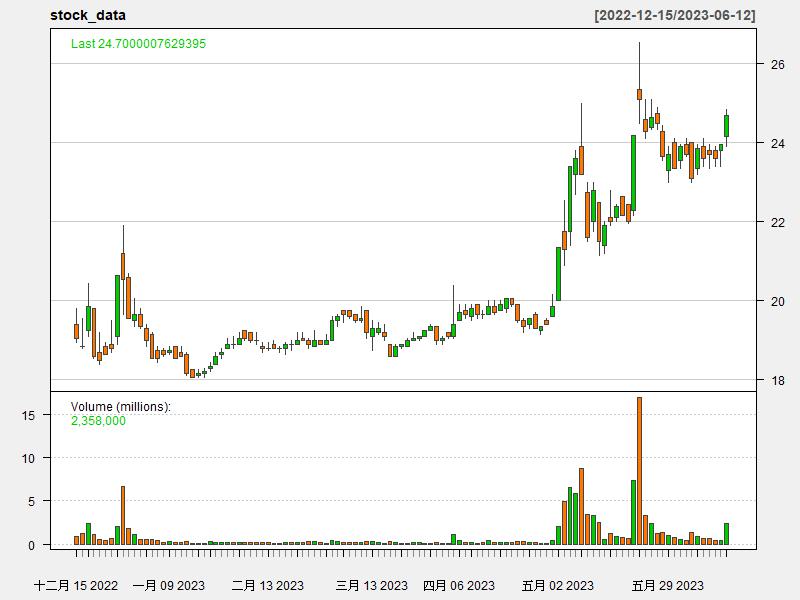 stock_data [2022-12-15/2023-06-12]
Last 24.7000007629395
26
24
22
20
18
Volume (millions):
2,358,000
15
10
5
0
十二月 15 2022 一月 09 2023 二月 13 2023 三月 13 2023 四月 06 2023 五月 02 2023 五月 29 2023